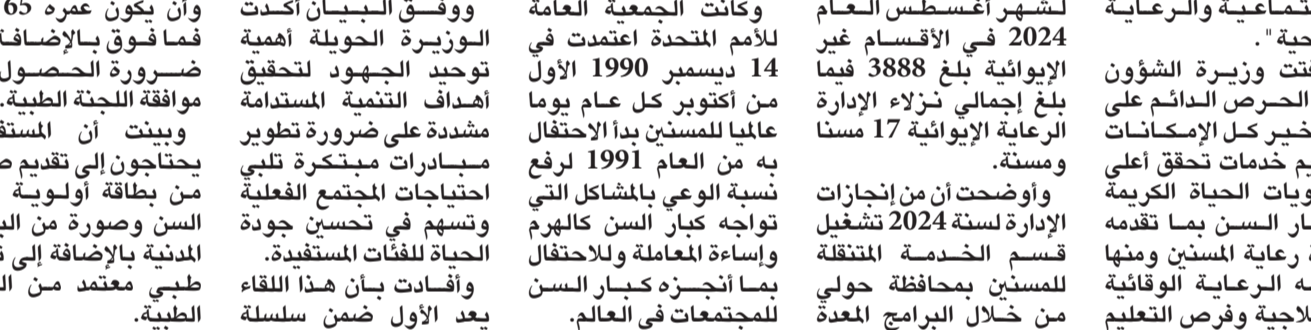 تماعية والرعاية
حية".
فتت وزيرة الشؤون
الحرص الدائم على
خير كل الإمكانات
م خدمات تحقق أعلى
ويات الحياة الكريمة
ار السن بما تقدمه
رعاية المسنين ومنها
ه الرعاية الوقائية
لاجية وفرص التعليم
لشهر أغسطس العام
2024 في الأقسام غير
الإيوائية بلغ 3888 فيما
بلغ إجمالي نزلاء الإدارة
الرعاية الإيوائية 17 مسنا
ومسنة.
وأوضحت أن من إنجازات
الإدارة لسنة 2024 تشغيل
قسم الخدمة المتنقلة
للمسنين بمحافظة حولي
من خلال البرامج المعدة
وكانت الجمعية العامة
للأمم المتحدة اعتمدت في
14 ديسمبر 1990 الأول
من أكتوبر كل عام يوما
عالميا للمسنين بدأ الاحتفال
به من العام 1991 لرفع
نسبة الوعي بالمشاكل التي
تواجه كبار السن كالهرم
وإساءة المعاملة وللاحتفال
بما أنجزه كبار السن
للمجتمعات في العالم.
ووفق البيان أكدت
الوزيرة الحويلة أهمية
توحيد الجهود لتحقيق
أهداف التنمية المستدامة
مشددة على ضرورة تطوير
مبادرات مبتكرة تلبي
احتياجات المجتمع الفعلية
وتسهم في تحسين جودة
الحياة للفئات المستفيدة.
وأفادت بأن هذا اللقاء
يعد الأول ضمن سلسلة
وأن يكون عمره 65
فما فوق بالإضافـ
ضرورة الحصول
موافقة اللجنة الطبية.
وبينت أن المستف
يحتاجون إلى تقديم ص
من بطاقة أولوية
السن وصورة من الب
المدنية بالإضافة إلى
طبي معتمد من ال
الطبية.